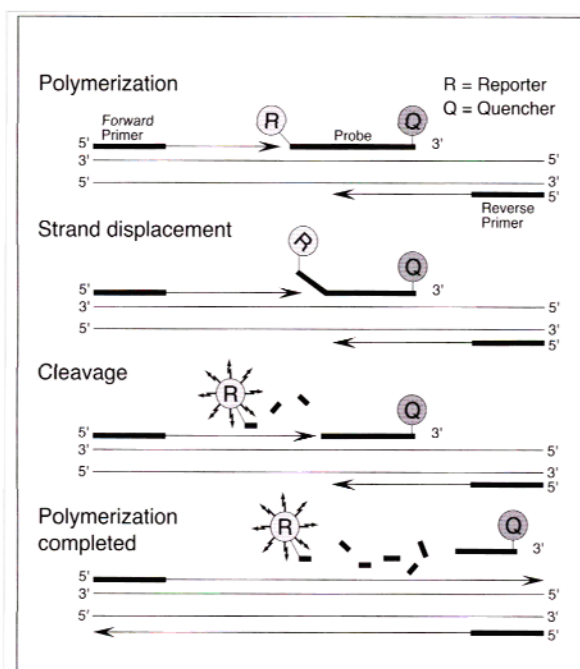 Polymerization
R = Reporter
Q = Quencher
Forward
Primer
R
Probe
Q
5'
3'
3'
5'
5'
3'
5'
Reverse
Primer
Strand displacement
R
Q
5'
3'
3'
5'
5'
3'
5'
Cleavage
R
Q
5'
3'
3'
5'
5'
3'
5'
Polymerization
completed
R
Q
3'
5'
3'
5'
5'
3'
5'